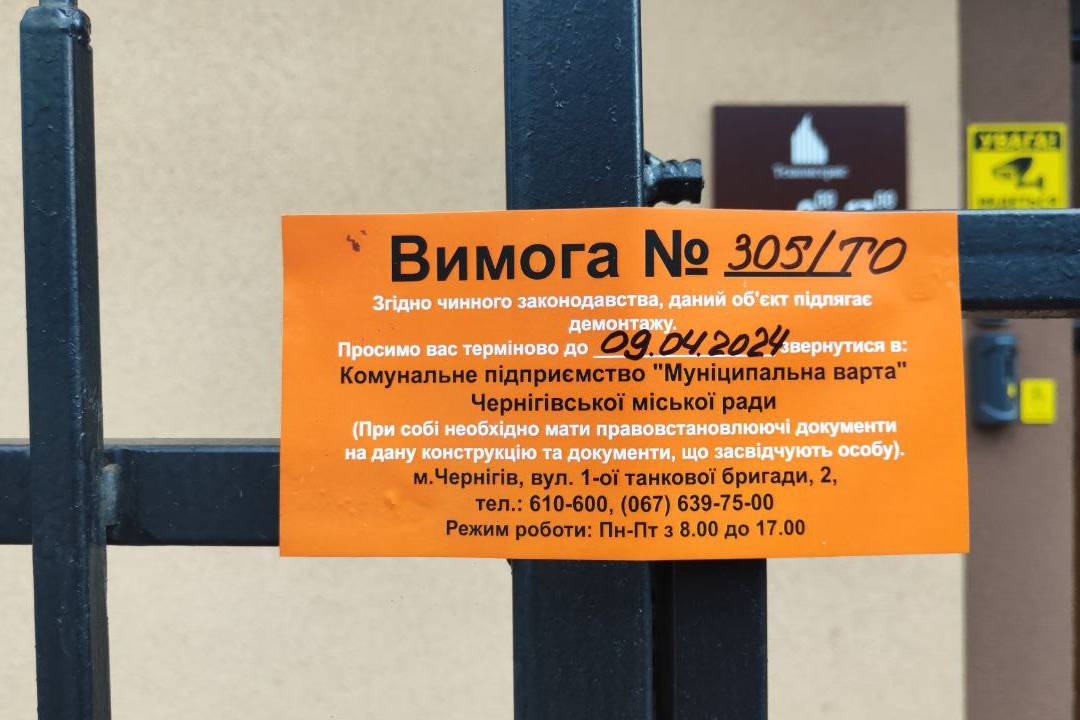 Вимога № 305/ТО
Згідно чинного законодавства, даний об'єкт підлягає
демонтажу.
Просимо вас терміново до 09.04.2024 звернутися в:
Комунальне підприємство "Муніципальна варта"
Чернігівської міської ради
(При собі необхідно мати правовстановлюючі документи
на дану конструкцію та документи, що засвідчують особу).
м.Чернігів, вул. 1-ої танкової бригади, 2,
тел.: 610-600, (067) 639-75-00
Режим роботи: Пн-Пт з 8.00 до 17.00
УВАГА!